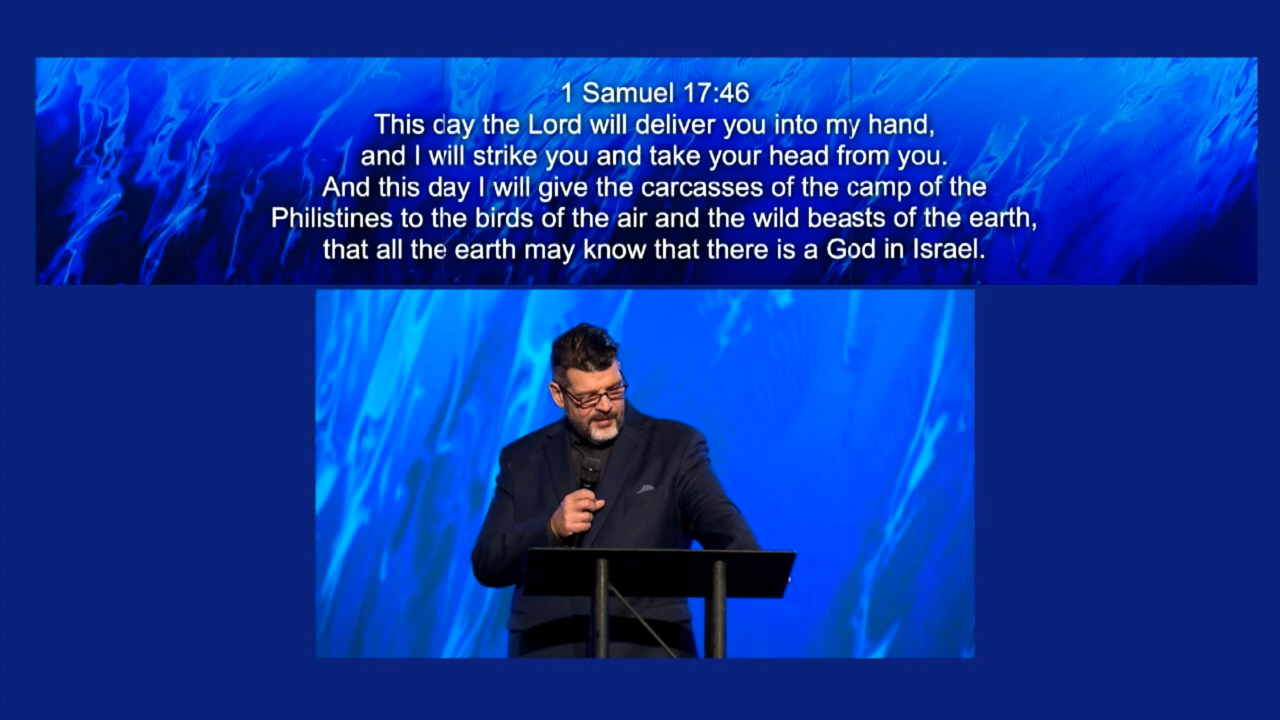 1 Samuel 17:46
This day the Lord will deliver you into my hand,
and I will strike you and take your head from you.
And this day I will give the carcasses of the camp of the
Philistines to the birds of the air and the wild beasts of the earth,
that all the earth may know that there is a God in Israel.